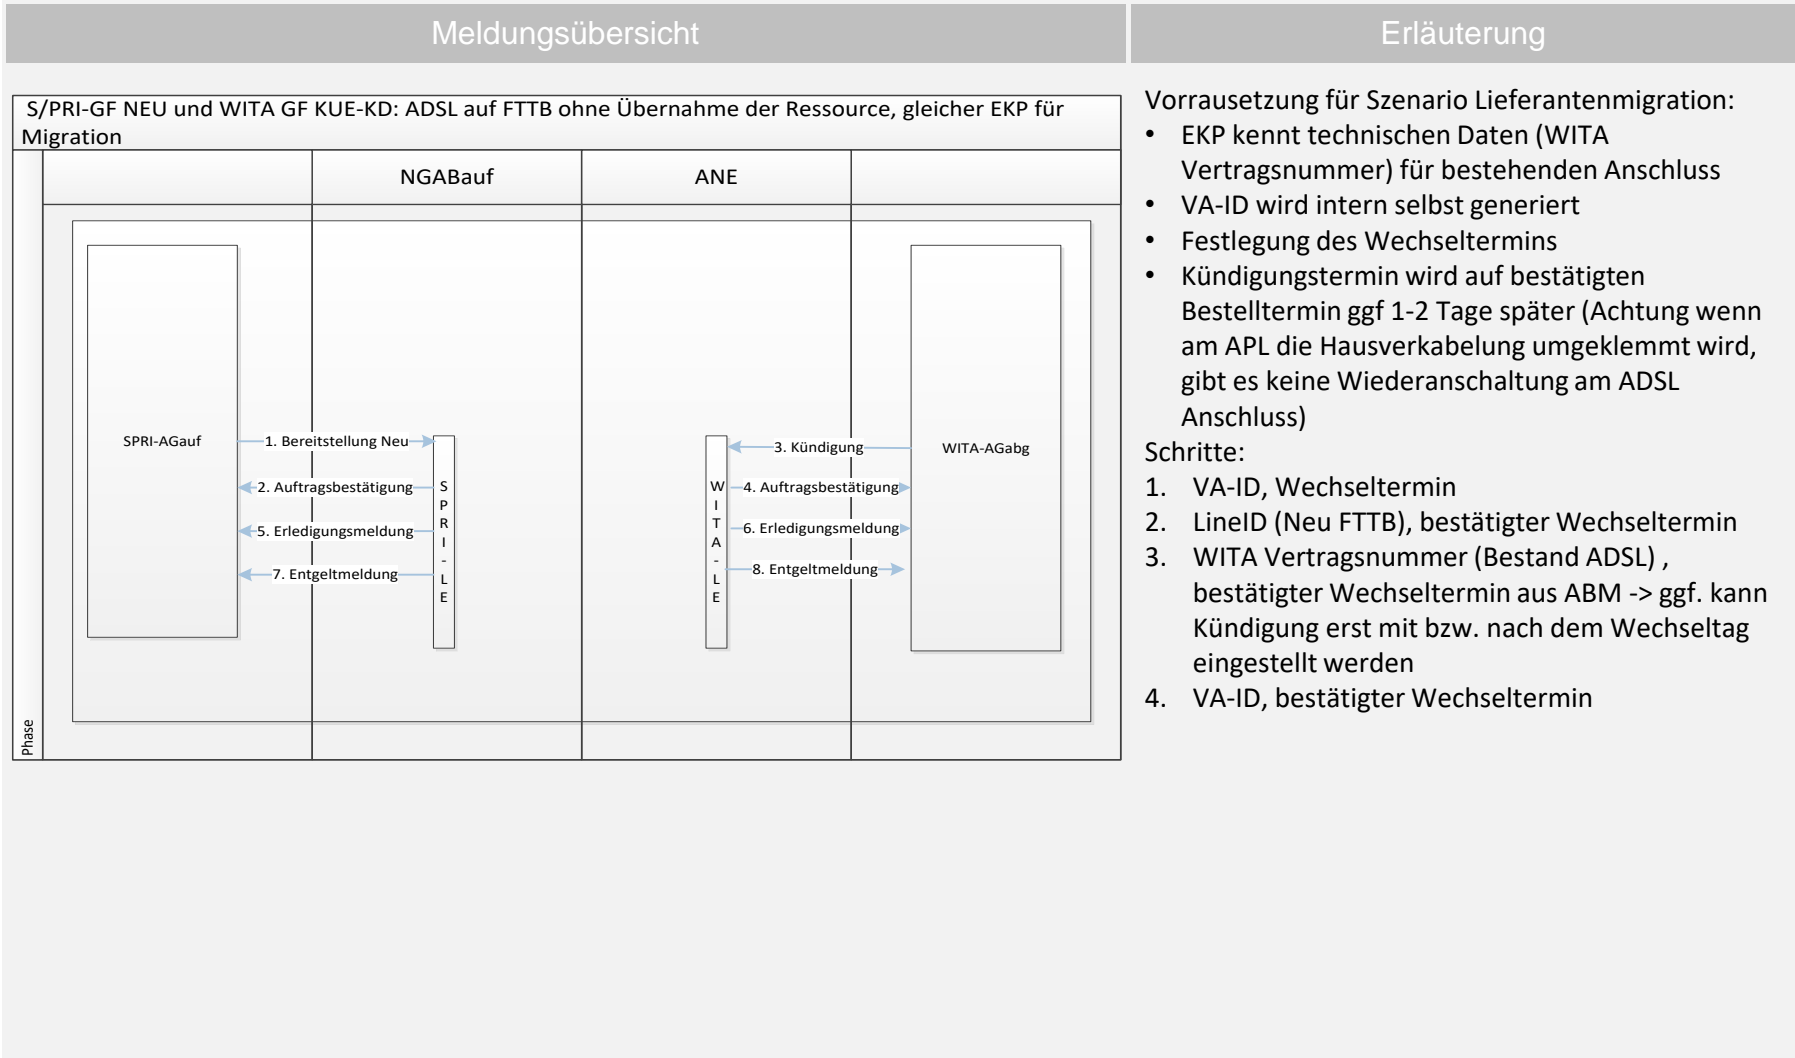 Meldungsübersicht
Erläuterung
S/PRI-GF NEU und WITA GF KUE-KD: ADSL auf FTTB ohne Übernahme der Ressource, gleicher EKP für
Migration
NGABauf
ANE
SPRI-AGauf
1. Bereitstellung Neu
2. Auftragsbestätigung
5. Erledigungsmeldung
7. Entgeltmeldung
SPRI-LE
WITA-LE
3. Kündigung
4. Auftragsbestätigung
6. Erledigungsmeldung
8. Entgeltmeldung
WITA-AGabg
Phase
Vorrausetzung für Szenario Lieferantenmigration:
• EKP kennt technischen Daten (WITA
Vertragsnummer) für bestehenden Anschluss
• VA-ID wird intern selbst generiert
• Festlegung des Wechseltermins
• Kündigungstermin wird auf bestätigten
Bestelltermin ggf 1-2 Tage später (Achtung wenn
am APL die Hausverkabelung umgeklemmt wird,
gibt es keine Wiederanschaltung am ADSL
Anschluss)
Schritte:
1. VA-ID, Wechseltermin
2. LineID (Neu FTTB), bestätigter Wechseltermin
3. WITA Vertragsnummer (Bestand ADSL) ,
bestätigter Wechseltermin aus ABM -> ggf. kann
Kündigung erst mit bzw. nach dem Wechseltag
eingestellt werden
4. VA-ID, bestätigter Wechseltermin